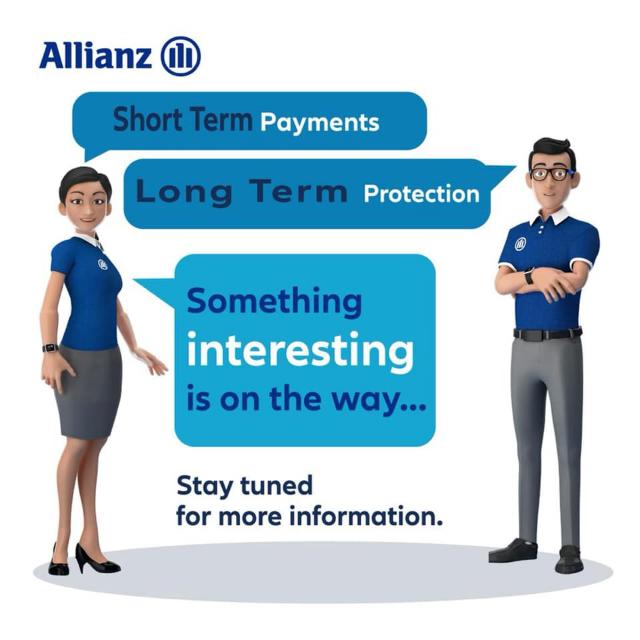 Allianz
Short Term Payments
Long Term Protection
Something
interesting
is on the way...
Stay tuned
for more information.